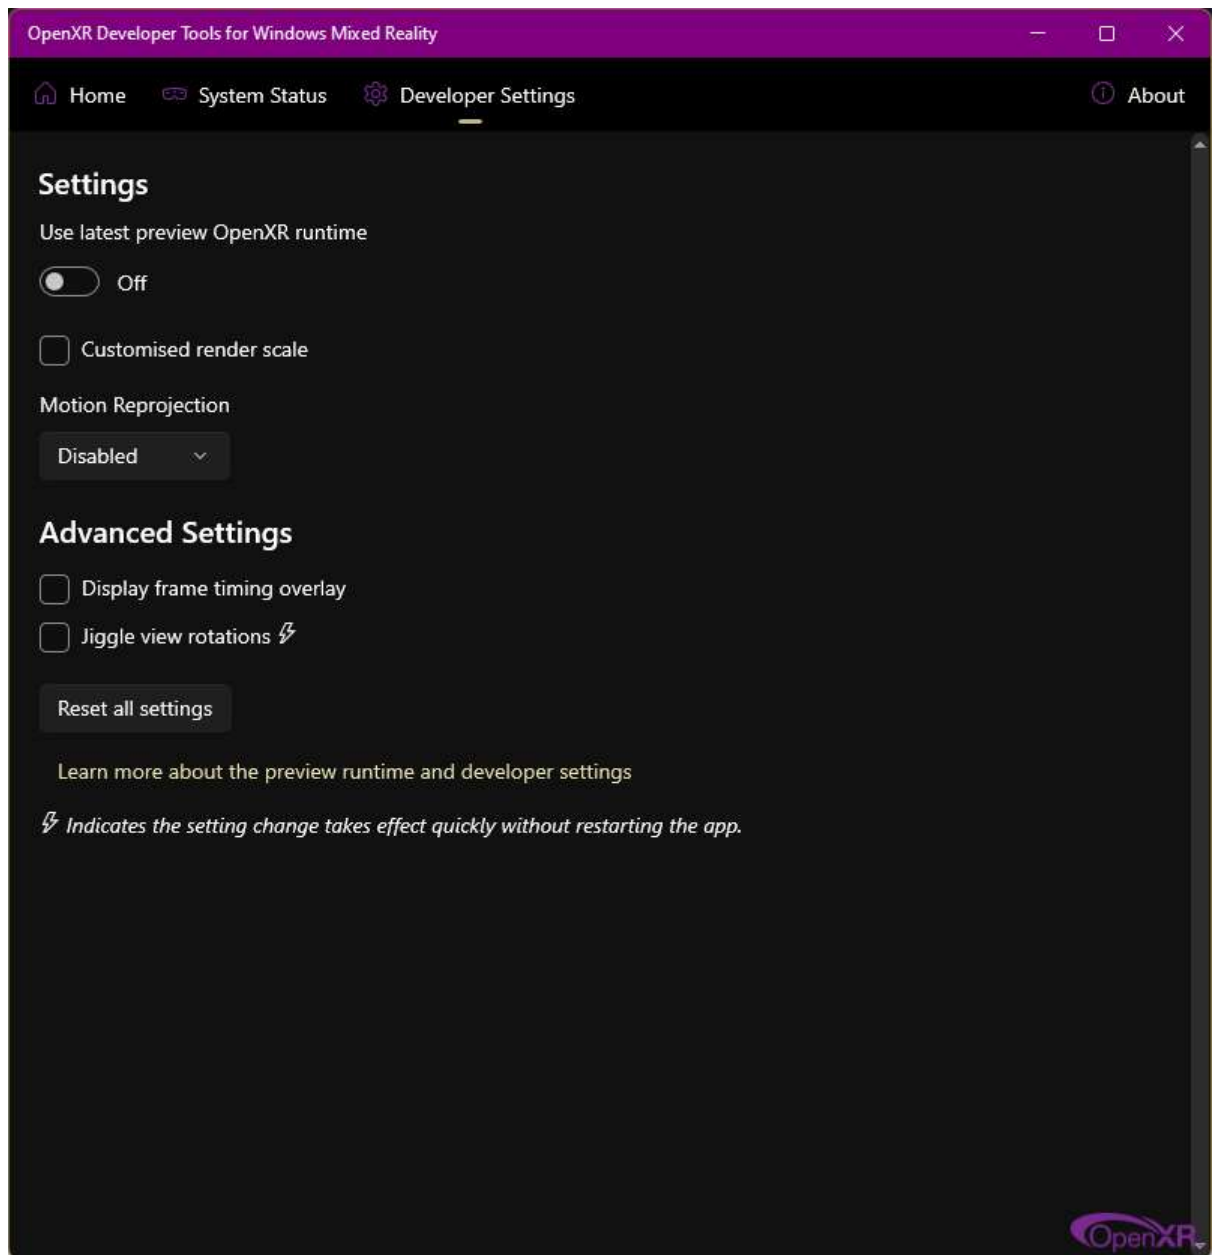 OpenXR Developer Tools for Windows Mixed Reality
Home System Status Developer Settings About
Settings
Use latest preview OpenXR runtime
Off
Customised render scale
Motion Reprojection
Disabled
Advanced Settings
Display frame timing overlay
Jiggle view rotations
Reset all settings
Learn more about the preview runtime and developer settings
Indicates the setting change takes effect quickly without restarting the app.
OpenXR